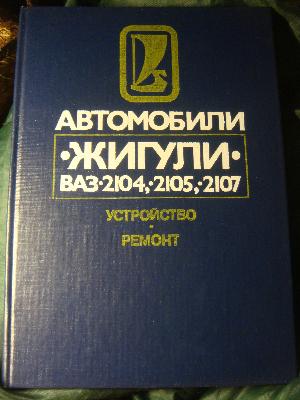 АВТОМОБИЛИ
·ЖИГУЛИ·
ВАЗ·2104,·2105,·2107
УСТРОЙСТВО
·
РЕМОНТ